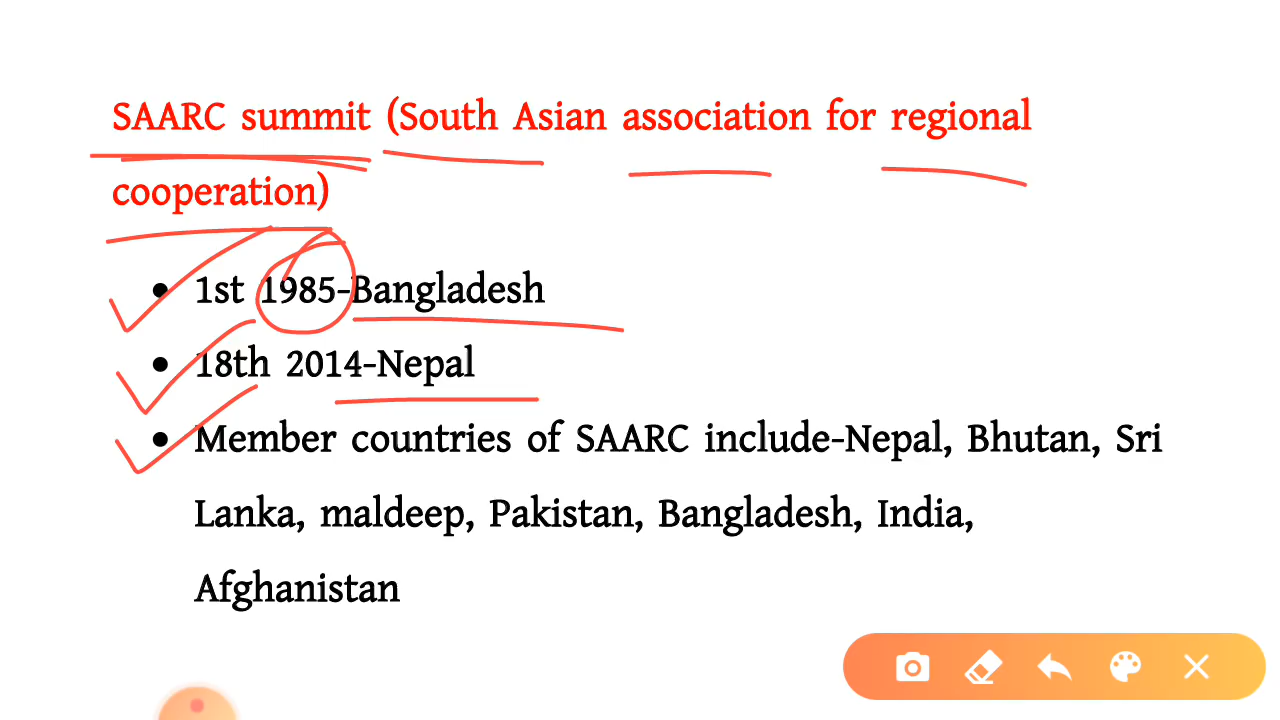 SAARC summit (South Asian association for regional
cooperation)
• 1st 1985-Bangladesh
• 18th 2014-Nepal
• Member countries of SAARC include-Nepal, Bhutan, Sri
Lanka, maldeep, Pakistan, Bangladesh, India,
Afghanistan